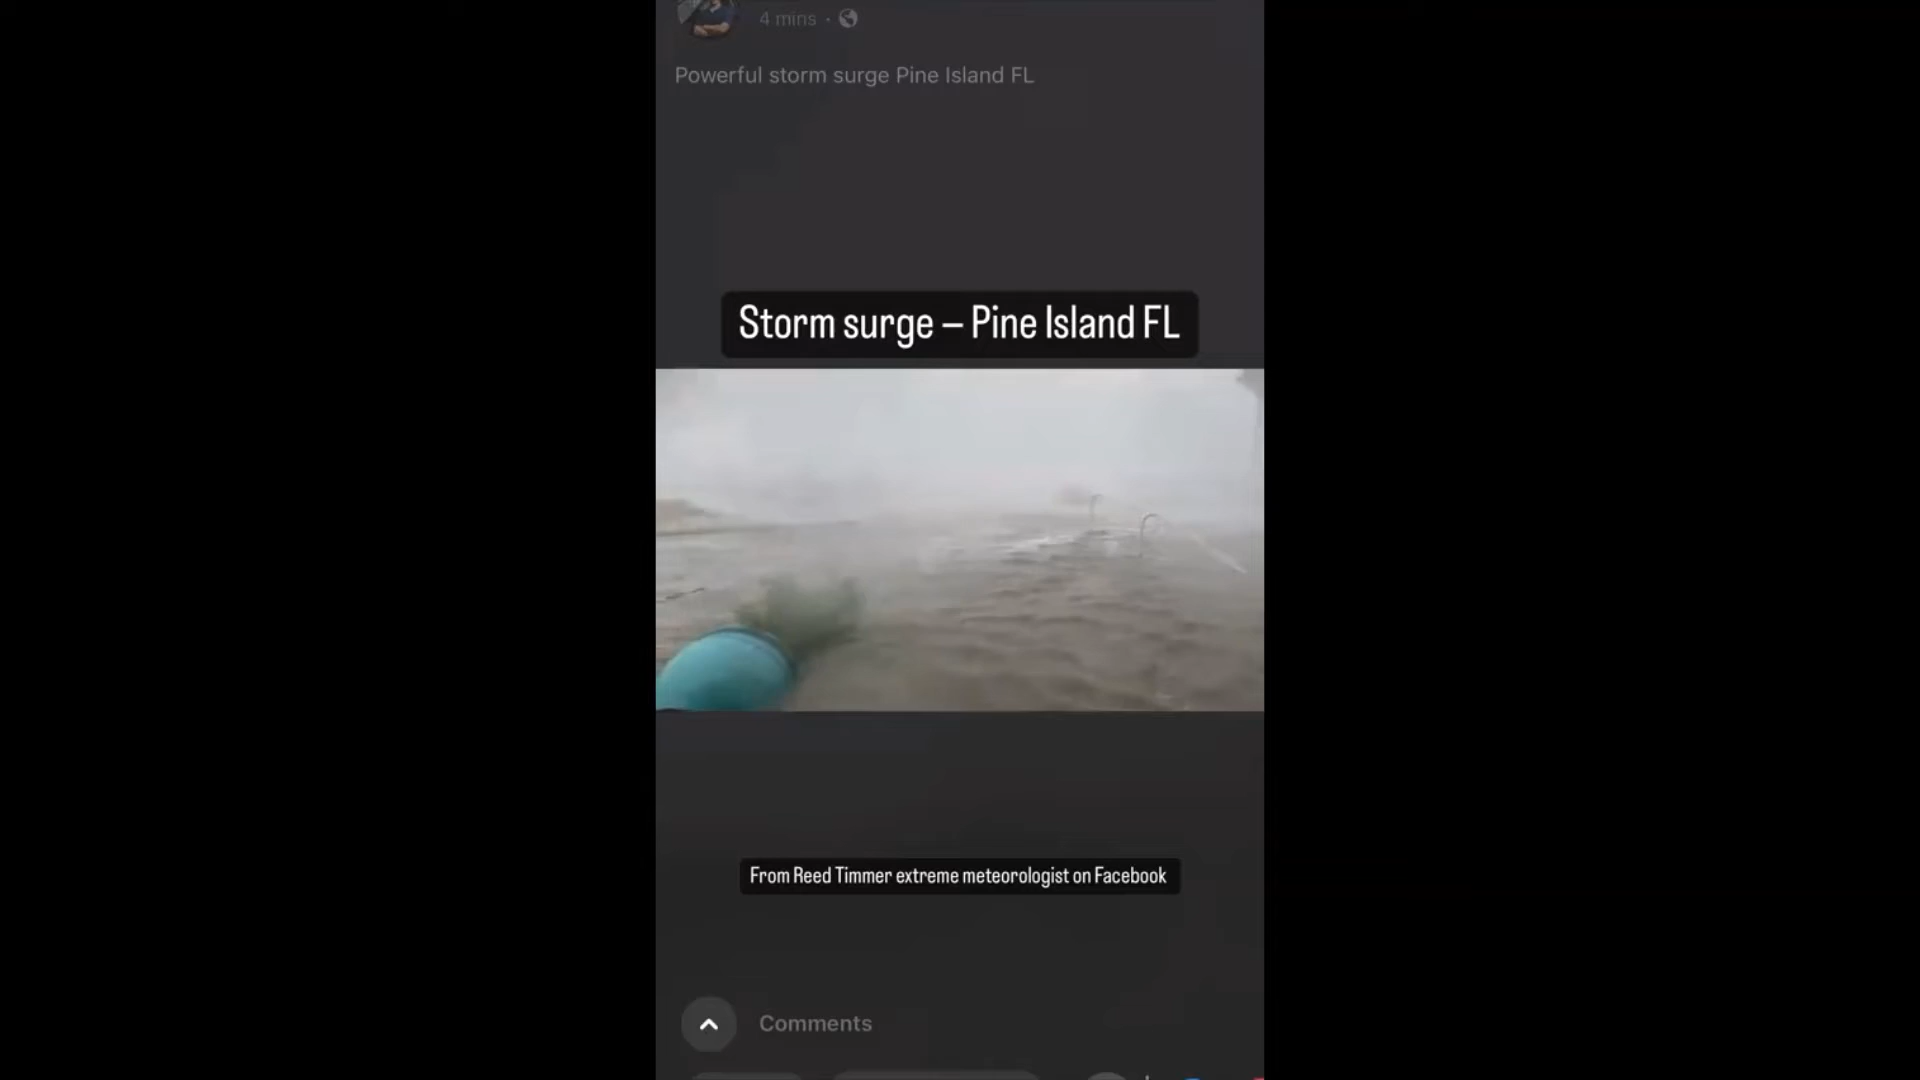 4 mins ·
Powerful storm surge Pine Island FL
Storm surge – Pine Island FL
From Reed Timmer extreme meteorologist on Facebook
Comments